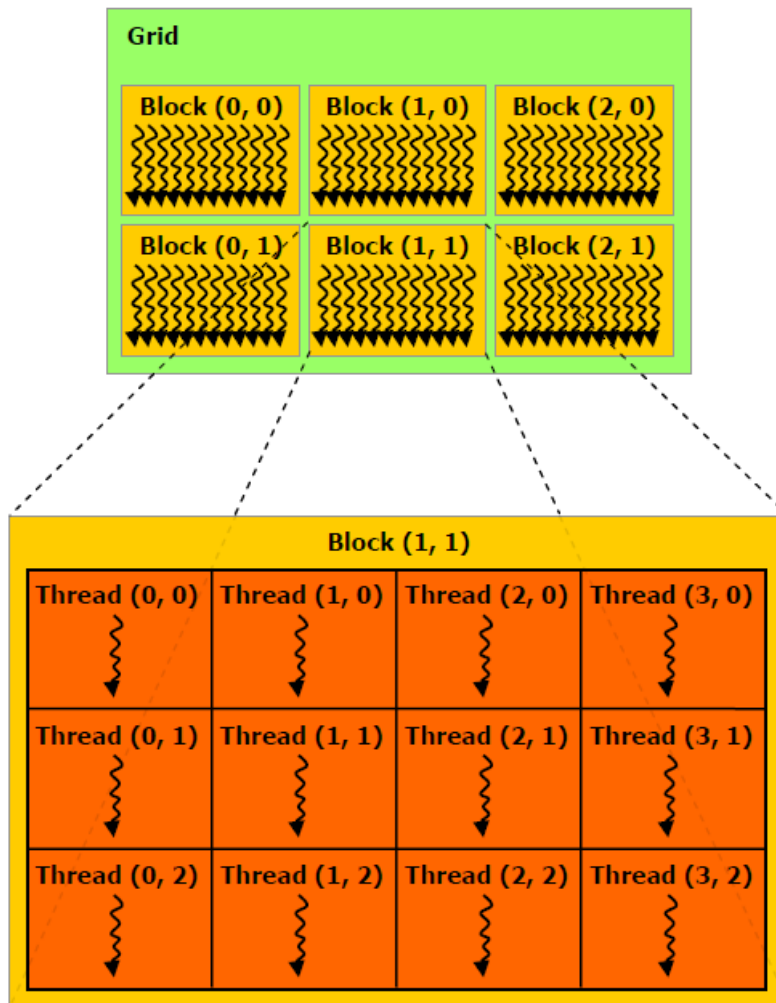 Grid
Block (0, 0) Block (1, 0) Block (2, 0)
Block (0, 1) Block (1, 1) Block (2, 1)
Block (1, 1)
Thread (0, 0) Thread (1, 0) Thread (2, 0) Thread (3, 0)
Thread (0, 1) Thread (1, 1) Thread (2, 1) Thread (3, 1)
Thread (0, 2) Thread (1, 2) Thread (2, 2) Thread (3, 2)